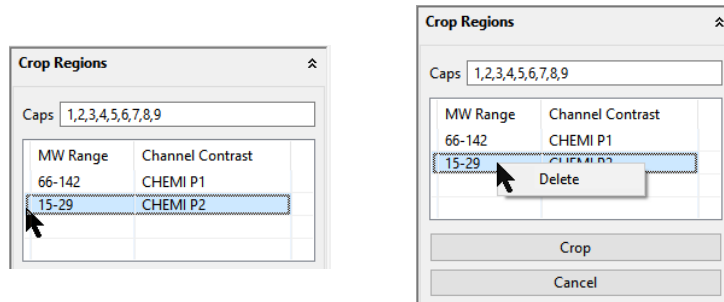 Crop Regions
Caps 1,2,3,4,5,6,7,8,9
MW Range Channel Contrast
66-142 CHEMI P1
15-29 CHEMI P2
Crop Regions
Caps 1,2,3,4,5,6,7,8,9
MW Range Channel Contrast
66-142 CHEMI P1
15-29 CHEMI P2
Delete
Crop
Cancel